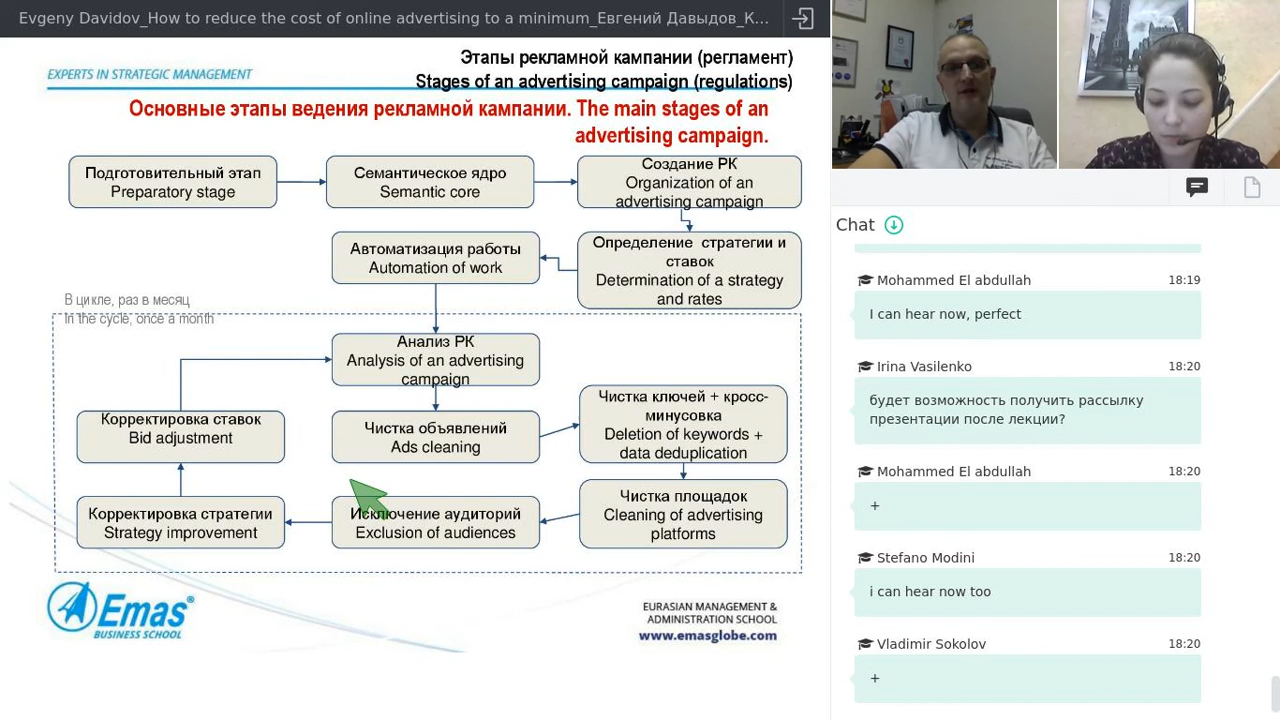 Evgeny Davidov_How to reduce the cost of online advertising to a minimum_Евгений Давыдов_К...
EXPERTS IN STRATEGIC MANAGEMENT
Этапы рекламной кампании (регламент)
Stages of an advertising campaign (regulations)
Основные этапы ведения рекламной кампании. The main stages of an
advertising campaign.
Подготовительный этап
Preparatory stage
Семантическое ядро
Semantic core
Создание РК
Organization of an
advertising campaign
Автоматизация работы
Automation of work
Определение стратегии и
ставок
Determination of a strategy
and rates
В цикле, раз в месяц
In the cycle, once a month
Анализ РК
Analysis of an advertising
campaign
Корректировка ставок
Bid adjustment
Чистка объявлений
Ads cleaning
Чистка ключей + кросс-
минусовка
Deletion of keywords +
data deduplication
Корректировка стратегии
Strategy improvement
Исключение аудиторий
Exclusion of audiences
Чистка площадок
Cleaning of advertising
platforms
Emas®
BUSINESS SCHOOL
EURASIAN MANAGEMENT &
ADMINISTRATION SCHOOL
www.emasglobe.com
Chat
Mohammed El abdullah 18:19
I can hear now, perfect
Irina Vasilenko 18:20
будет возможность получить рассылку
презентации после лекции?
Mohammed El abdullah 18:20
+
Stefano Modini 18:20
i can hear now too
Vladimir Sokolov 18:20
+